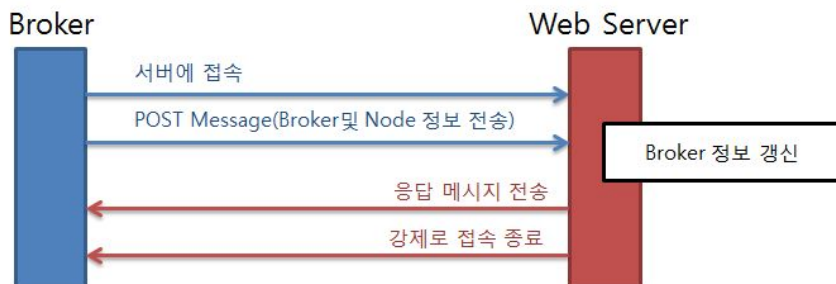 Broker
Web Server
서버에 접속
POST Message(Broker및 Node 정보 전송)
Broker 정보 갱신
응답 메시지 전송
강제로 접속 종료